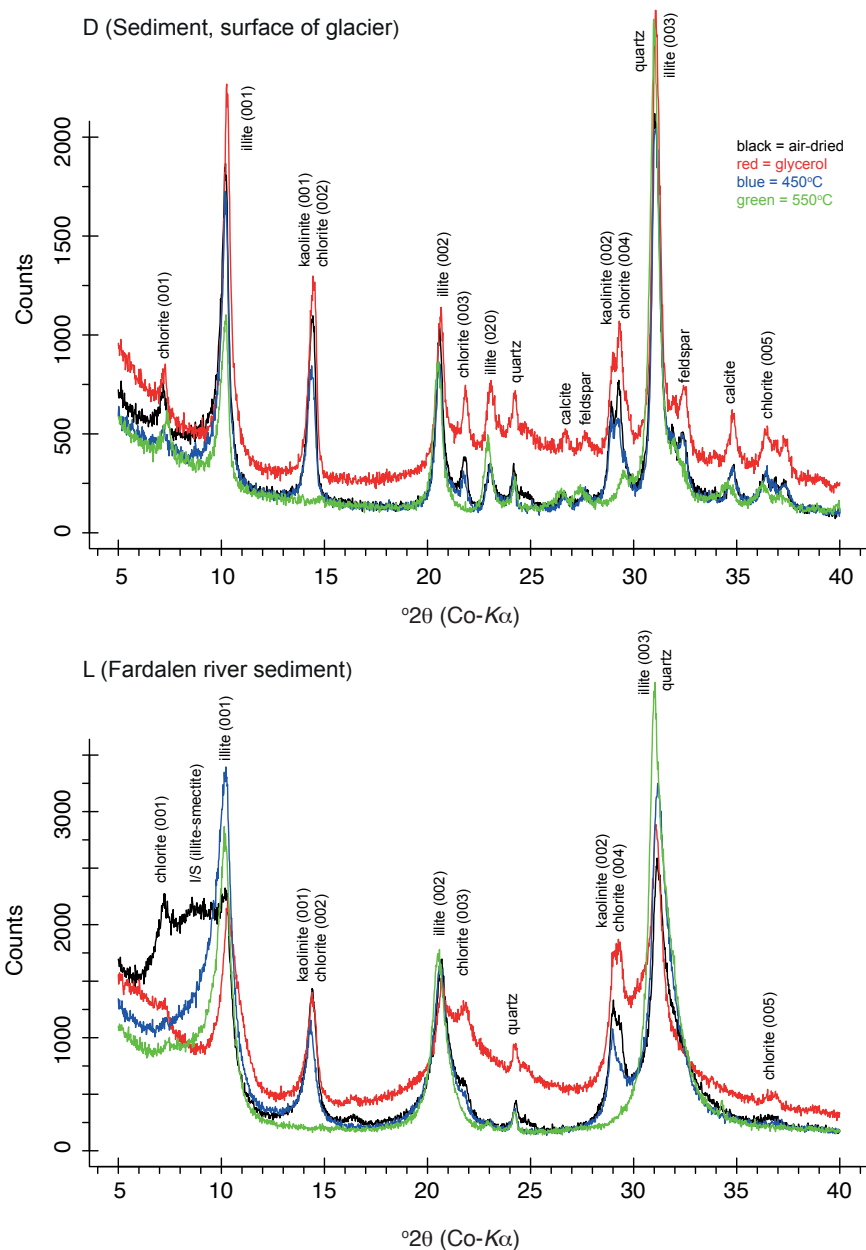 D (Sediment, surface of glacier)
Counts
0
500
1000
1500
2000
chlorite (001)
illite (001)
kaolinite (001)
chlorite (002)
illite (002)
chlorite (003)
illite (020)
quartz
calcite
feldspar
kaolinite (002)
chlorite (004)
quartz
illite (003)
feldspar
calcite
chlorite (005)
black = air-dried
red = glycerol
blue = 450°C
green = 550°C
5 10 15 20 25 30 35 40
°2θ (Co-Kα)
L (Fardalen river sediment)
Counts
0
1000
2000
3000
chlorite (001)
I/S (illite-smectite)
illite (001)
kaolinite (001)
chlorite (002)
illite (002)
chlorite (003)
quartz
kaolinite (002)
chlorite (004)
illite (003)
quartz
chlorite (005)
5 10 15 20 25 30 35 40
°2θ (Co-Kα)